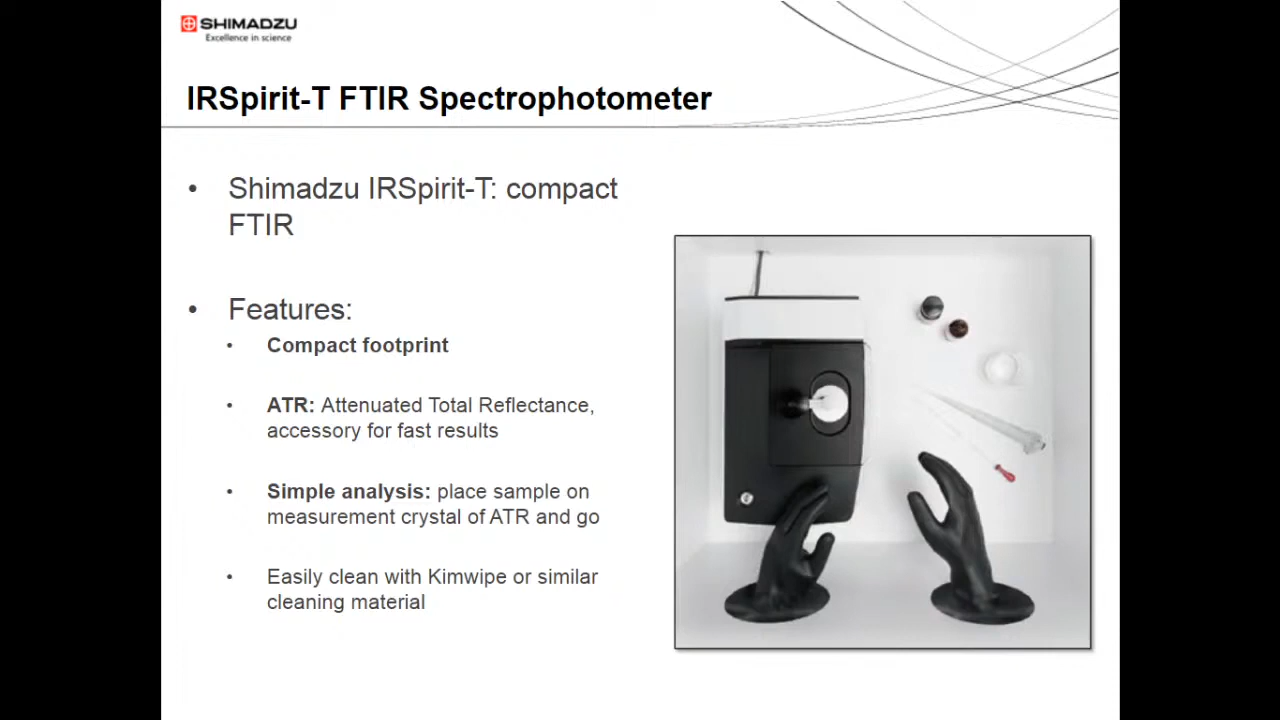 SHIMADZU
Excellence in science
IRSpirit-T FTIR Spectrophotometer
• Shimadzu IRSpirit-T: compact
FTIR
• Features:
• Compact footprint
• ATR: Attenuated Total Reflectance,
accessory for fast results
• Simple analysis: place sample on
measurement crystal of ATR and go
• Easily clean with Kimwipe or similar
cleaning material